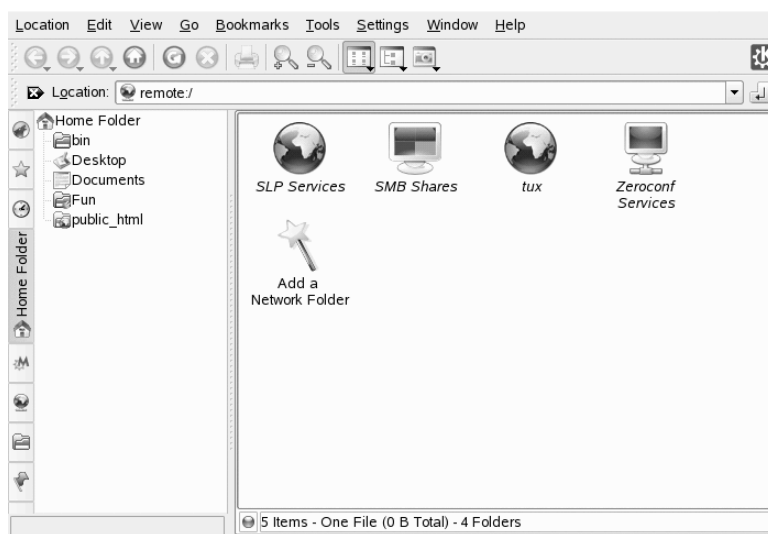 Location Edit View Go Bookmarks Tools Settings Window Help
Location: remote:/
Home Folder
bin
Desktop
Documents
Fun
public_html
Home Folder
SLP Services
SMB Shares
tux
Zeroconf
Services
Add a
Network Folder
5 Items - One File (0 B Total) - 4 Folders